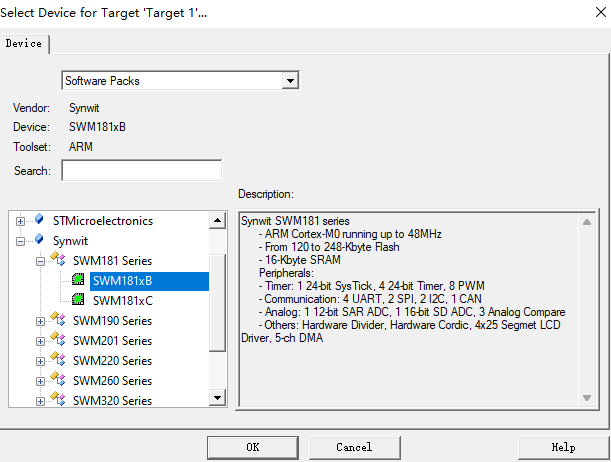 Select Device for Target 'Target 1'...
Device
Software Packs
Vendor: Synwit
Device: SWM181xB
Toolset: ARM
Search:
Description:
STMicroelectronics
Synwit
SWM181 Series
SWM181xB
SWM181xC
SWM190 Series
SWM201 Series
SWM220 Series
SWM260 Series
SWM320 Series
Synwit SWM181 series
- ARM Cortex-M0 running up to 48MHz
- From 120 to 248-Kbyte Flash
- 16-Kbyte SRAM
Peripherals:
- Timer: 1 24-bit SysTick, 4 24-bit Timer, 8 PWM
- Communication: 4 UART, 2 SPI, 2 I2C, 1 CAN
- Analog: 1 12-bit SAR ADC, 1 16-bit SD ADC, 3 Analog Compare
- Others: Hardware Divider, Hardware Cordic, 4x25 Segmet LCD
Driver, 5-ch DMA
OK
Cancel
Help